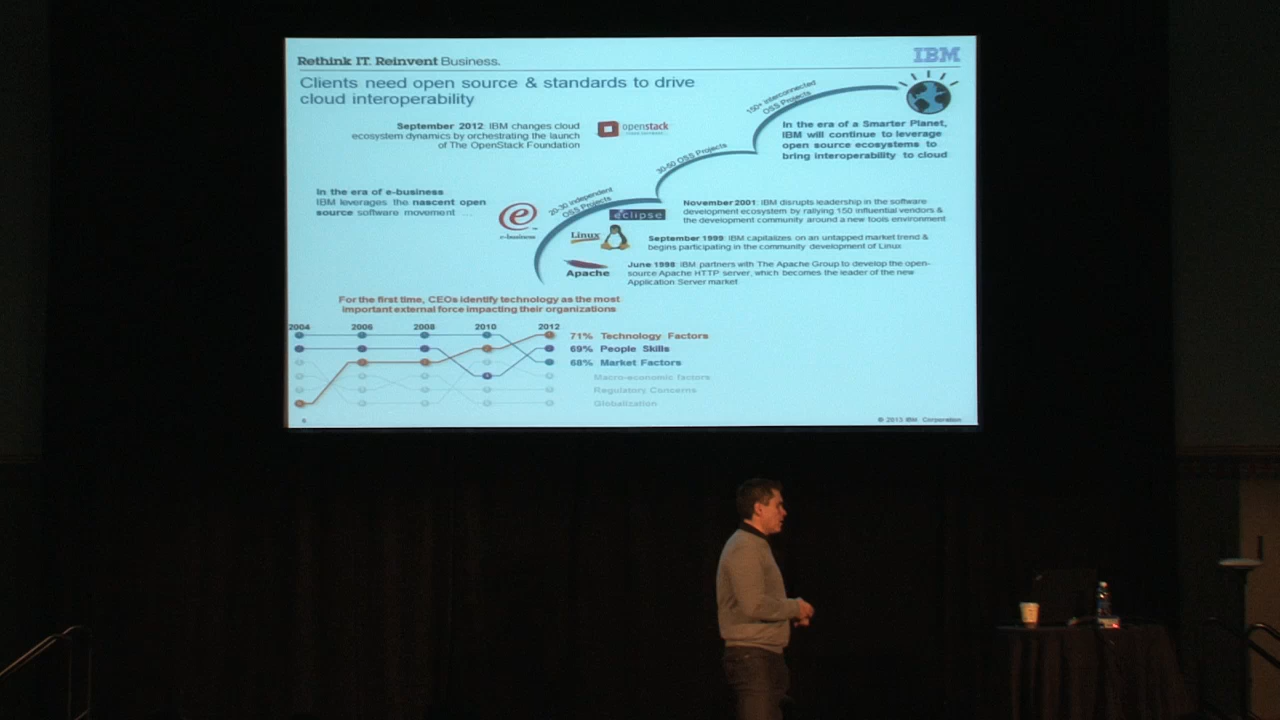 Rethink IT. Reinvent Business.
IBM
Clients need open source & standards to drive
cloud interoperability
150+ interconnected
OSS Projects
September 2012: IBM changes cloud
ecosystem dynamics by orchestrating the launch
of The OpenStack Foundation
openstack
In the era of a Smarter Planet,
IBM will continue to leverage
open source ecosystems to
bring interoperability to cloud
30-50 OSS Projects
In the era of e-business
IBM leverages the nascent open
source software movement ...
e
e-business
20-30 independent
OSS Projects
eclipse
November 2001: IBM disrupts leadership in the software
development ecosystem by rallying 150 influential vendors &
the development community around a new tools environment
Linux
September 1999: IBM capitalizes on an untapped market trend &
begins participating in the community development of Linux
Apache
June 1998: IBM partners with The Apache Group to develop the open-
source Apache HTTP server, which becomes the leader of the new
Application Server market
For the first time, CEOs identify technology as the most
important external force impacting their organizations
2004 2006 2008 2010 2012
71% Technology Factors
69% People Skills
68% Market Factors
Macro-economic factors
Regulatory Concerns
Globalization
© 2013 IBM Corporation